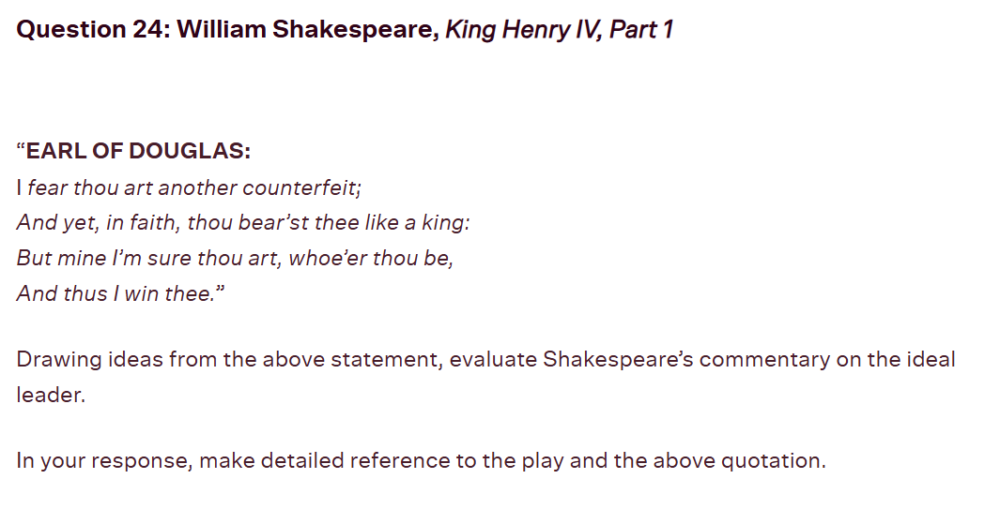 Question 24: William Shakespeare, King Henry IV, Part 1
“EARL OF DOUGLAS:
I fear thou art another counterfeit;
And yet, in faith, thou bear’st thee like a king:
But mine I’m sure thou art, whoe’er thou be,
And thus I win thee.”
Drawing ideas from the above statement, evaluate Shakespeare’s commentary on the ideal
leader.
In your response, make detailed reference to the play and the above quotation.